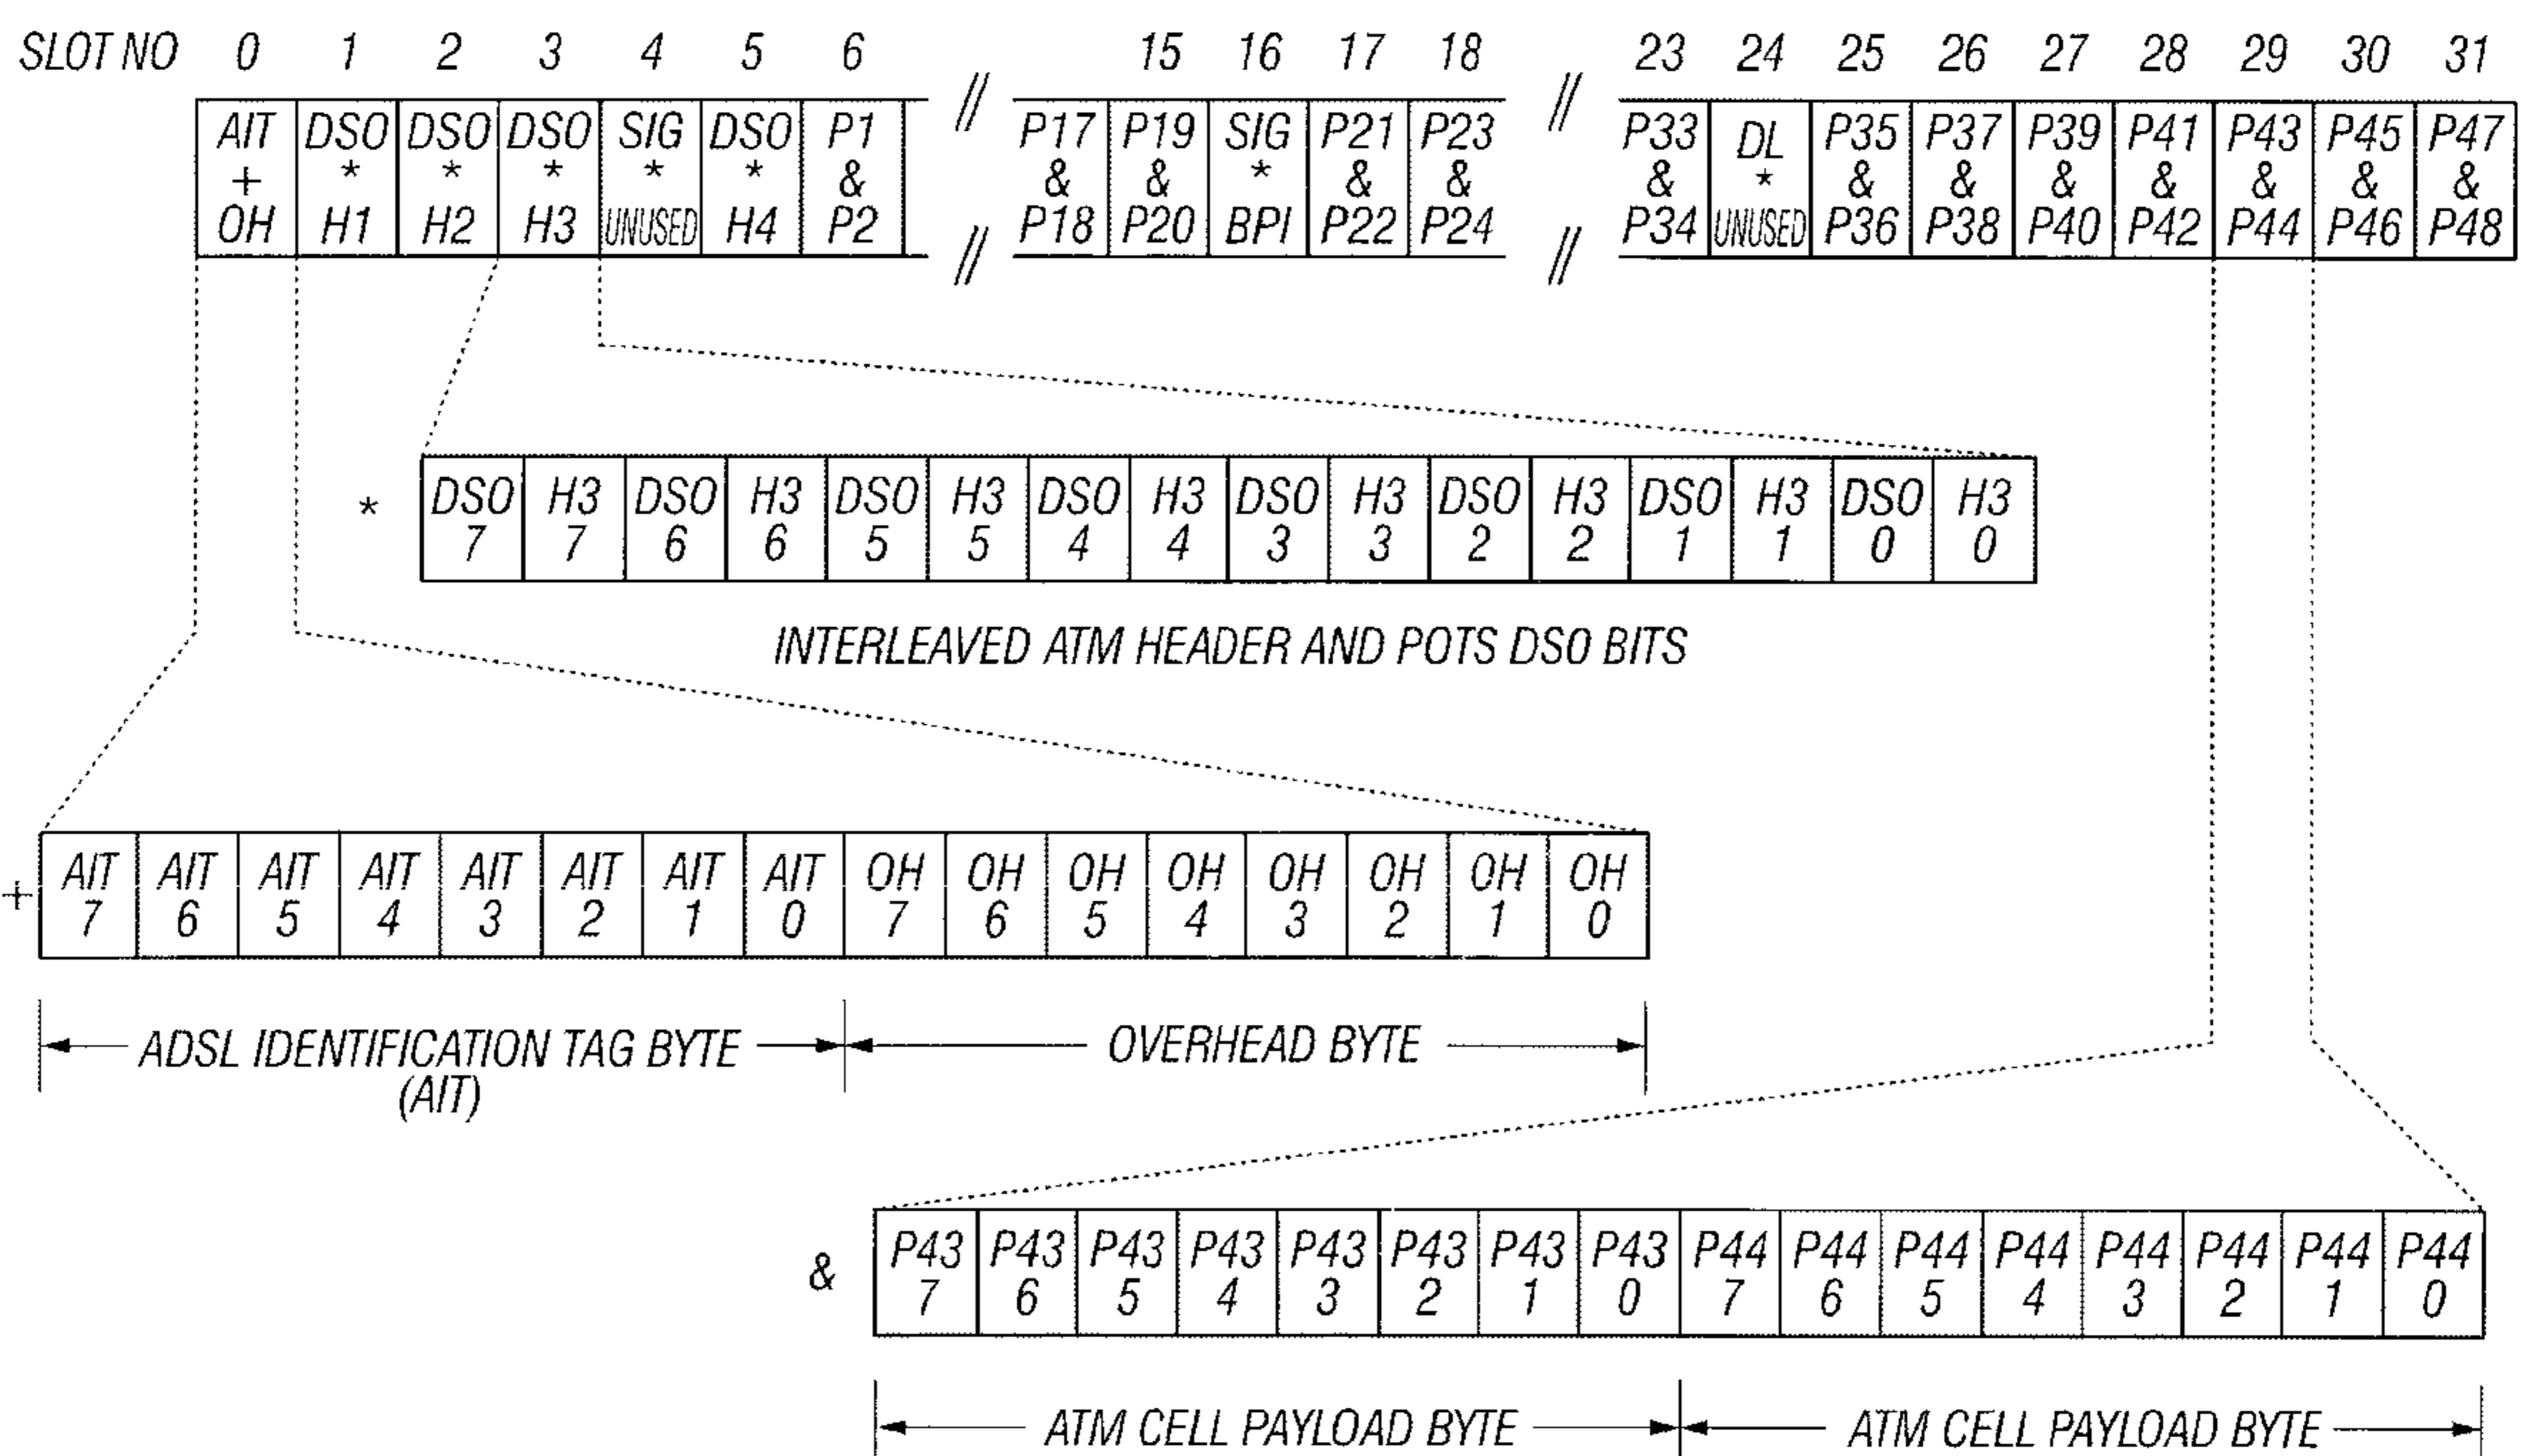 SLOT NO 0 1 2 3 4 5 6 15 16 17 18 23 24 25 26 27 28 29 30 31
AIT DSO DSO DSO SIG DSO P1 // P17 P19 SIG P21 P23 // P33 DL P35 P37 P39 P41 P43 P45 P47
+ * * * * * & & & * & & & * & & & & & & &
OH H1 H2 H3 UNUSED H4 P2 // P18 P20 BPI P22 P24 // P34 UNUSED P36 P38 P40 P42 P44 P46 P48
* DSO H3 DSO H3 DSO H3 DSO H3 DSO H3 DSO H3 DSO H3 DSO H3
7 7 6 6 5 5 4 4 3 3 2 2 1 1 0 0
INTERLEAVED ATM HEADER AND POTS DSO BITS
+ AIT AIT AIT AIT AIT AIT AIT AIT OH OH OH OH OH OH OH OH
7 6 5 4 3 2 1 0 7 6 5 4 3 2 1 0
ADSL IDENTIFICATION TAG BYTE OVERHEAD BYTE
(AIT)
& P43 P43 P43 P43 P43 P43 P43 P43 P44 P44 P44 P44 P44 P44 P44 P44
7 6 5 4 3 2 1 0 7 6 5 4 3 2 1 0
ATM CELL PAYLOAD BYTE ATM CELL PAYLOAD BYTE